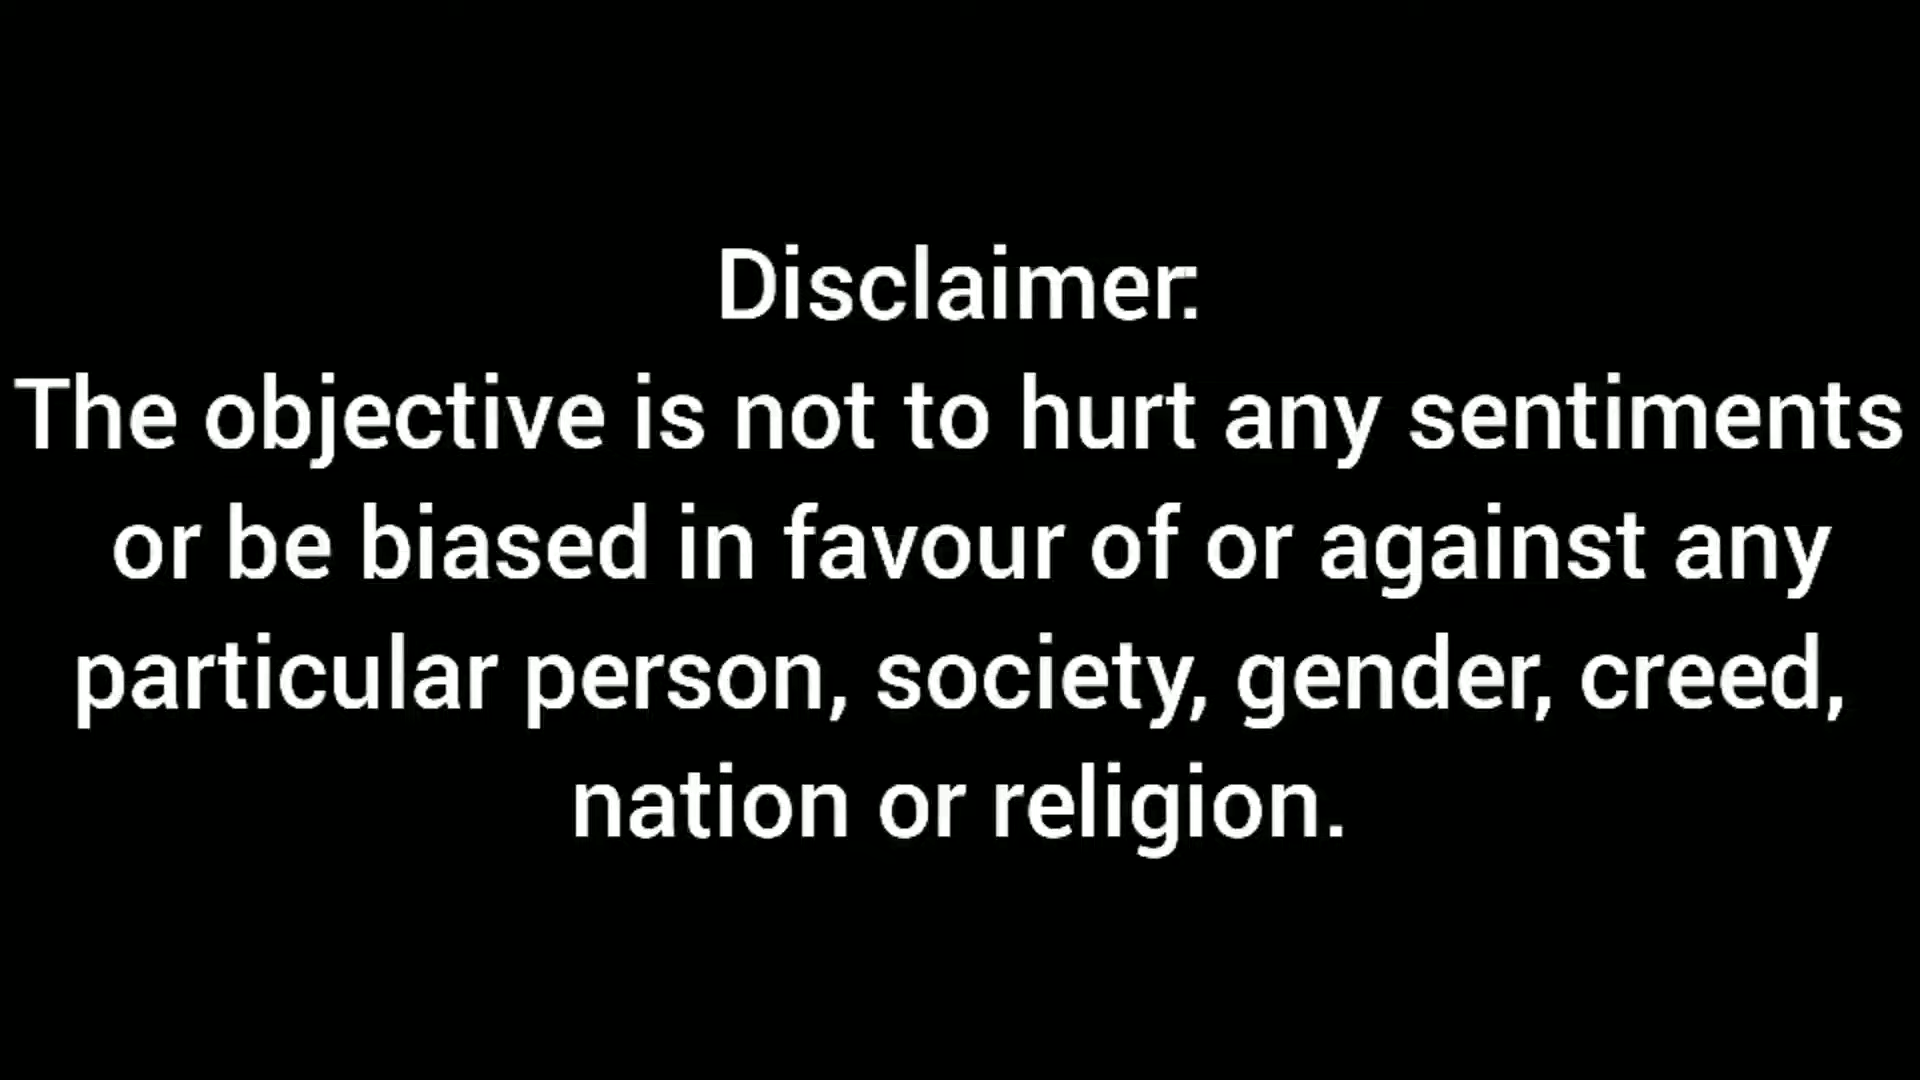 Disclaimer:
The objective is not to hurt any sentiments
or be biased in favour of or against any
particular person, society, gender, creed,
nation or religion.